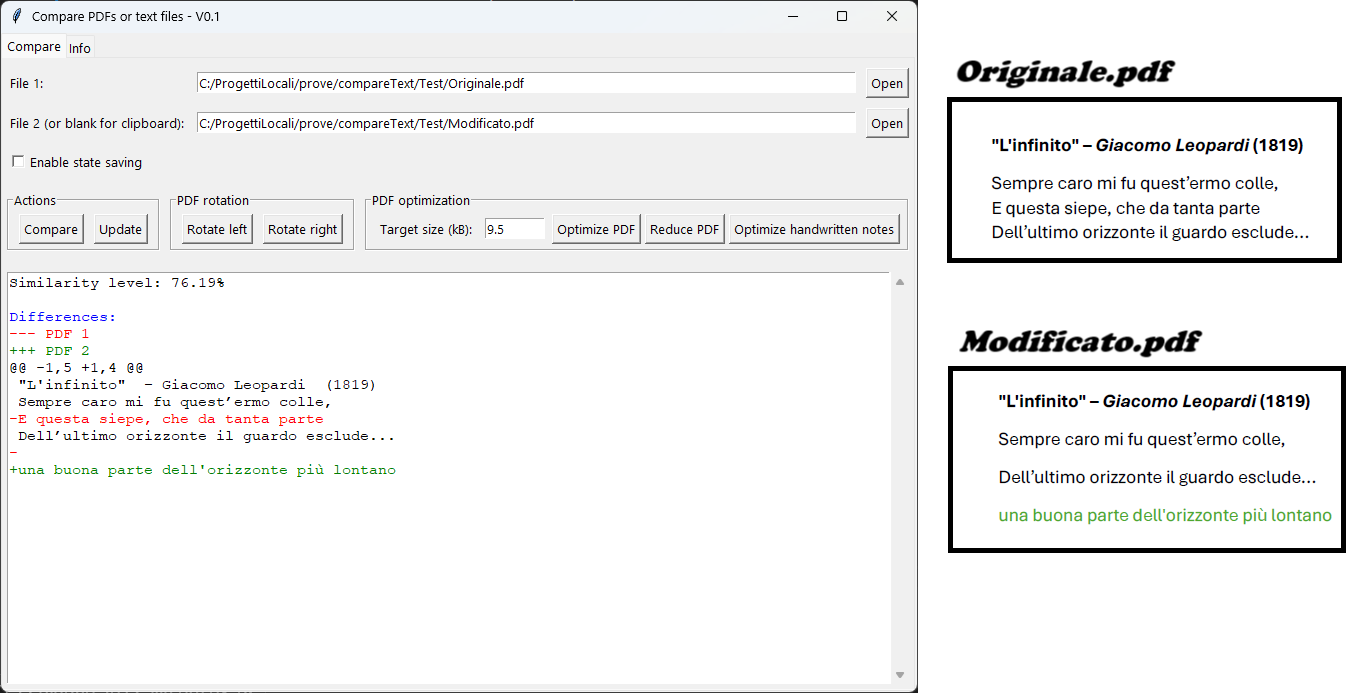 Compare PDFs or text files - V0.1
Compare Info
File 1: C:/ProgettiLocali/prove/compareText/Test/Originale.pdf Open
File 2 (or blank for clipboard): C:/ProgettiLocali/prove/compareText/Test/Modificato.pdf Open
Enable state saving
Actions PDF rotation PDF optimization
Compare Update Rotate left Rotate right Target size (kB): 9.5 Optimize PDF Reduce PDF Optimize handwritten notes
Similarity level: 76.19%
Differences:
--- PDF 1
+++ PDF 2
@@ -1,5 +1,4 @@
"L'infinito" – Giacomo Leopardi (1819)
Sempre caro mi fu quest’ermo colle,
-E questa siepe, che da tanta parte
Dell’ultimo orizzonte il guardo esclude...
-
+una buona parte dell'orizzonte più lontano
Originale.pdf
"L'infinito" – Giacomo Leopardi (1819)
Sempre caro mi fu quest’ermo colle,
E questa siepe, che da tanta parte
Dell’ultimo orizzonte il guardo esclude...
Modificato.pdf
"L'infinito" – Giacomo Leopardi (1819)
Sempre caro mi fu quest’ermo colle,
Dell’ultimo orizzonte il guardo esclude...
una buona parte dell'orizzonte più lontano